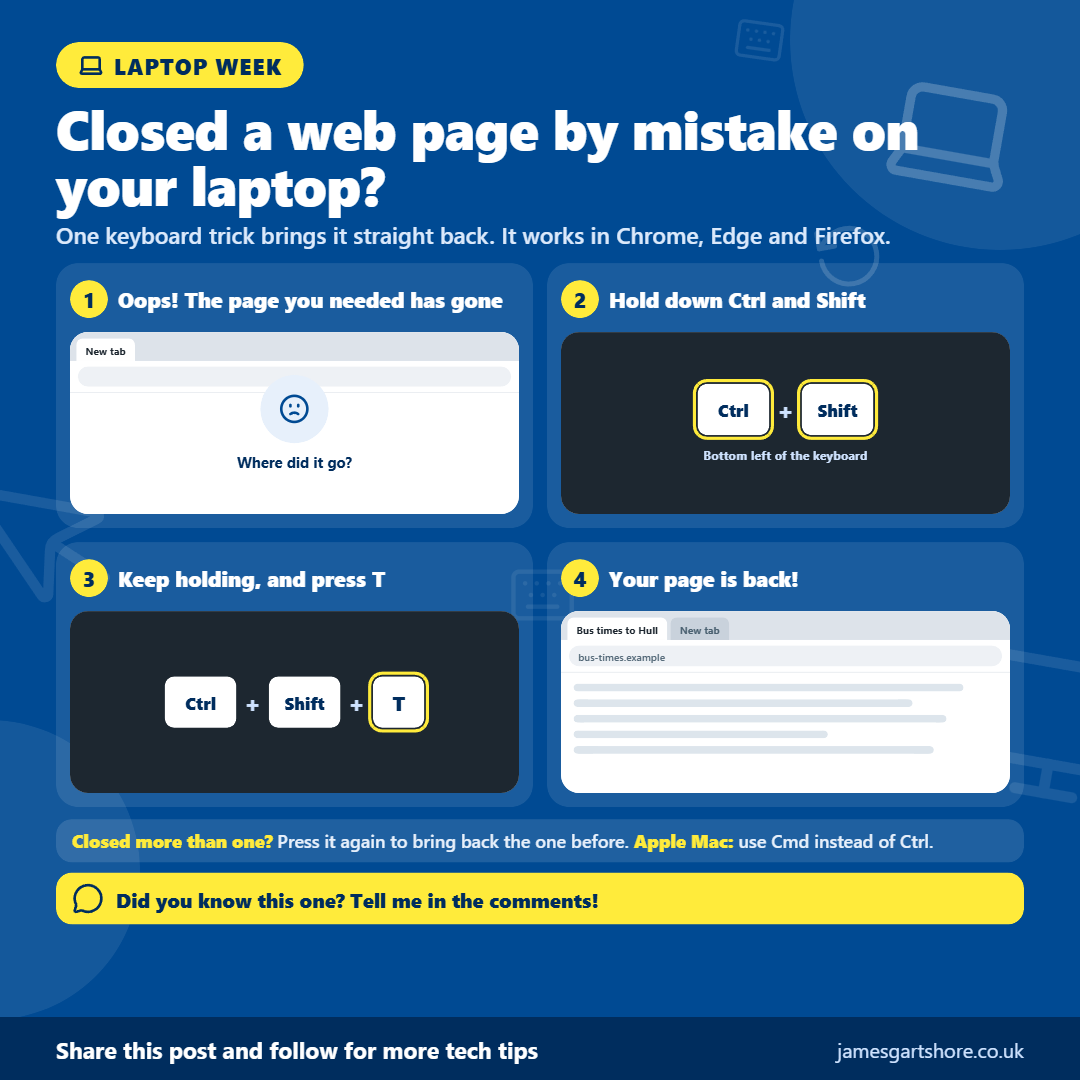 LAPTOP WEEK
Closed a web page by mistake on
your laptop?
One keyboard trick brings it straight back. It works in Chrome, Edge and Firefox.
1 Oops! The page you needed has gone
New tab
Where did it go?
2 Hold down Ctrl and Shift
Ctrl + Shift
Bottom left of the keyboard
3 Keep holding, and press T
Ctrl + Shift + T
4 Your page is back!
Bus times to Hull New tab
bus-times.example
Closed more than one? Press it again to bring back the one before. Apple Mac: use Cmd instead of Ctrl.
Did you know this one? Tell me in the comments!
Share this post and follow for more tech tips
jamesgartshore.co.uk